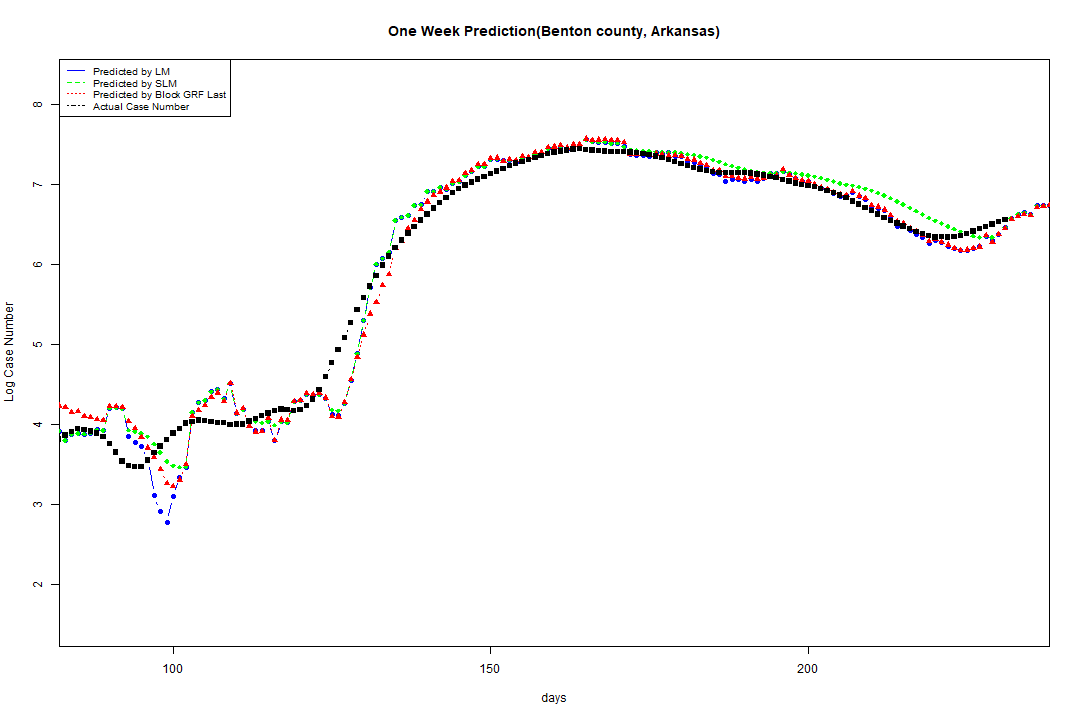 One Week Prediction(Benton county, Arkansas)
Predicted by LM
Predicted by SLM
Predicted by Block GRF Last
Actual Case Number
8
7
6
5
4
3
2
Log Case Number
100 150 200
days